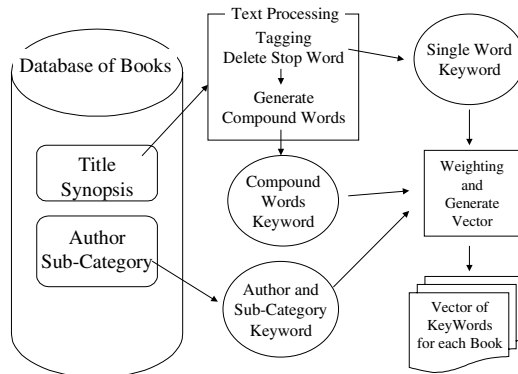 Database of Books
Title
Synopsis
Author
Sub-Category
Text Processing
Tagging
Delete Stop Word
Generate
Compound Words
Compound
Words
Keyword
Author and
Sub-Category
Keyword
Single Word
Keyword
Weighting
and
Generate
Vector
Vector of
KeyWords
for each Book